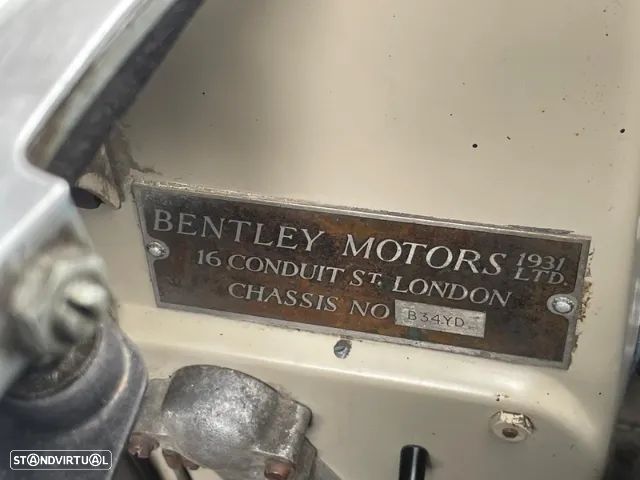 BENTLEY MOTORS 1931 LTD.
16 CONDUIT ST. LONDON
CHASSIS NO B34YD
STANDVIRTUAL